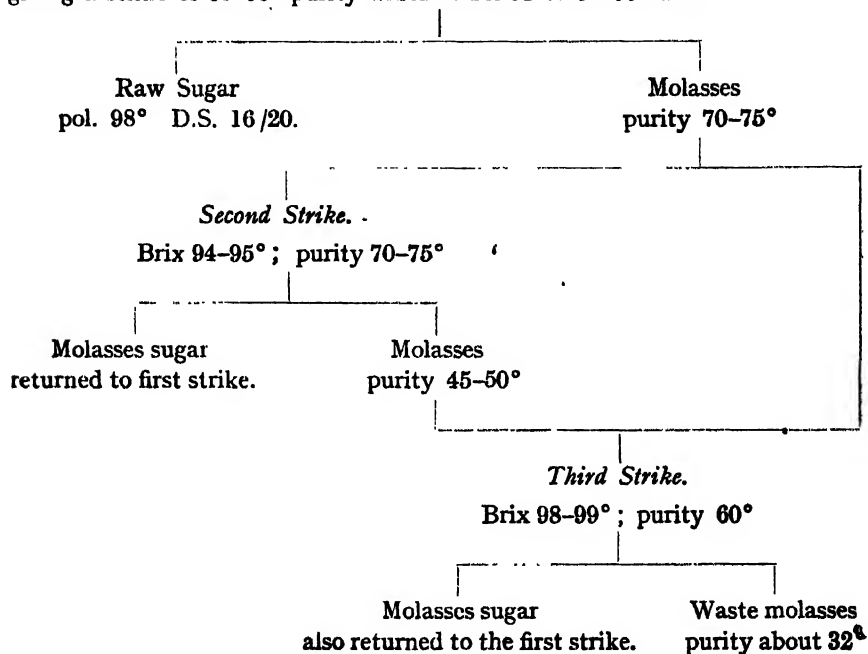 Raw Sugar
pol. 98° D.S. 16/20.
Molasses
purity 70–75°
Second Strike.
Brix 94–95°; purity 70–75°
Molasses sugar
returned to first strike.
Molasses
purity 45–50°
Third Strike.
Brix 98–99°; purity 60°
Molasses sugar
also returned to the first strike.
Waste molasses
purity about 32°